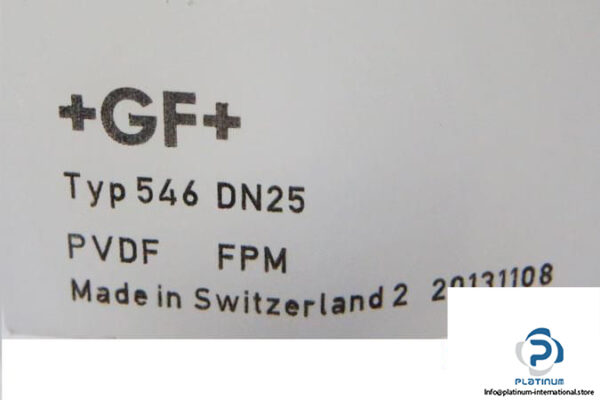 +GF+
Typ 546 DN25
PVDF FPM
Made in Switzerland 2 20131108
PLATINUM
Info@platinum-international.store